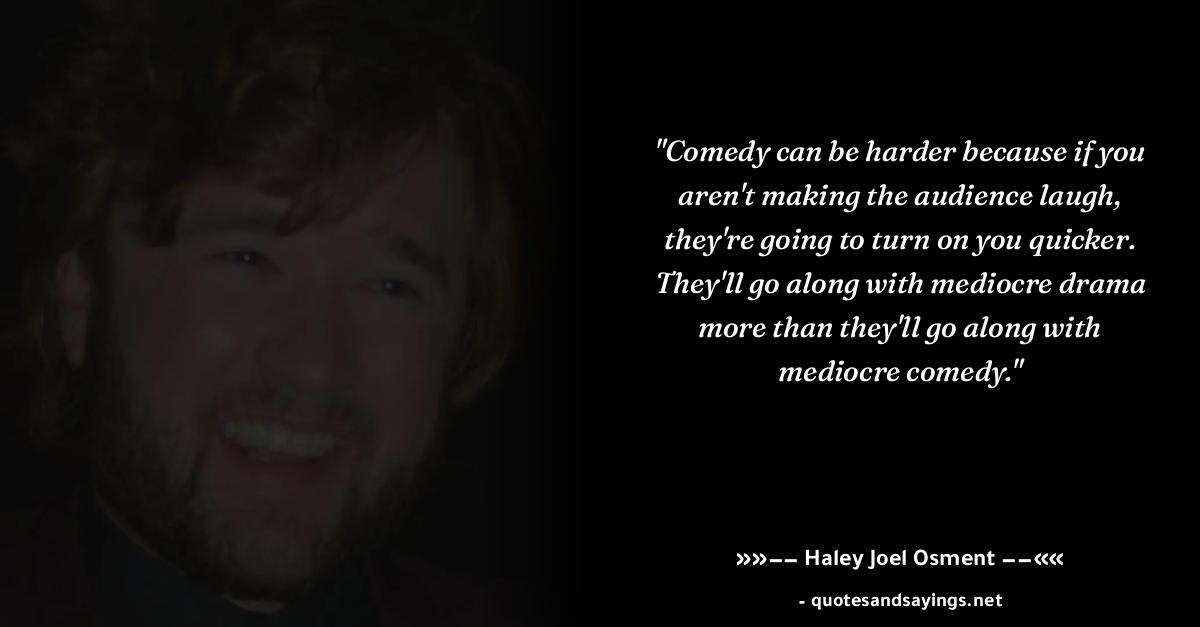 "Comedy can be harder because if you
aren't making the audience laugh,
they're going to turn on you quicker.
They'll go along with mediocre drama
more than they'll go along with
mediocre comedy."
»»−− Haley Joel Osment −−««
- quotesandsayings.net